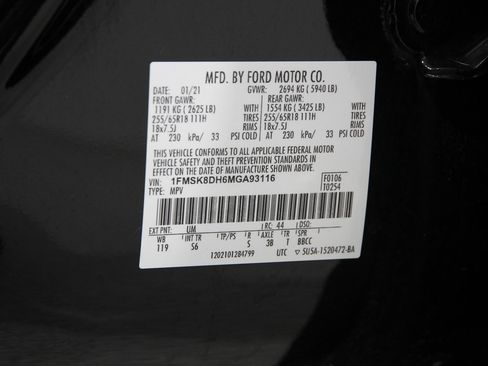 MFD. BY FORD MOTOR CO.
DATE: 01/21 GVWR: 2694 KG ( 5940 LB)
FRONT GAWR: REAR GAWR:
1191 KG ( 2625 LB) WITH 1554 KG ( 3425 LB) WITH
255/65R18 111H TIRES 255/65R18 111H TIRES
18x7.5J RIMS 18x7.5J RIMS
AT 230 kPa/ 33 PSI COLD AT 230 kPa/ 33 PSI COLD
THIS VEHICLE CONFORMS TO ALL APPLICABLE FEDERAL MOTOR
VEHICLE SAFETY AND THEFT PREVENTION STANDARDS IN
EFFECT ON THE DATE OF MANUFACTURE SHOWN ABOVE.
VIN: 1FMSK8DH6MGA93116 F0106
TYPE: MPV T0254
EXT PNT: UM RC: 44 DSO:
WB INT TR TP/PS R AXLE TR SPR
119 S6 S 38 T BBCC
1202101284799 UTC ▽ 5U5A-1520472-BA